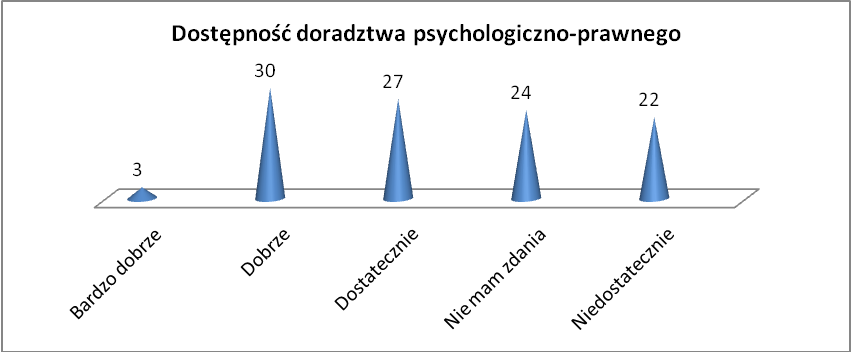 Dostępność doradztwa psychologiczno-prawnego
3
30
27
24
22
Bardzo dobrze
Dobrze
Dostatecznie
Nie mam zdania
Niedostatecznie